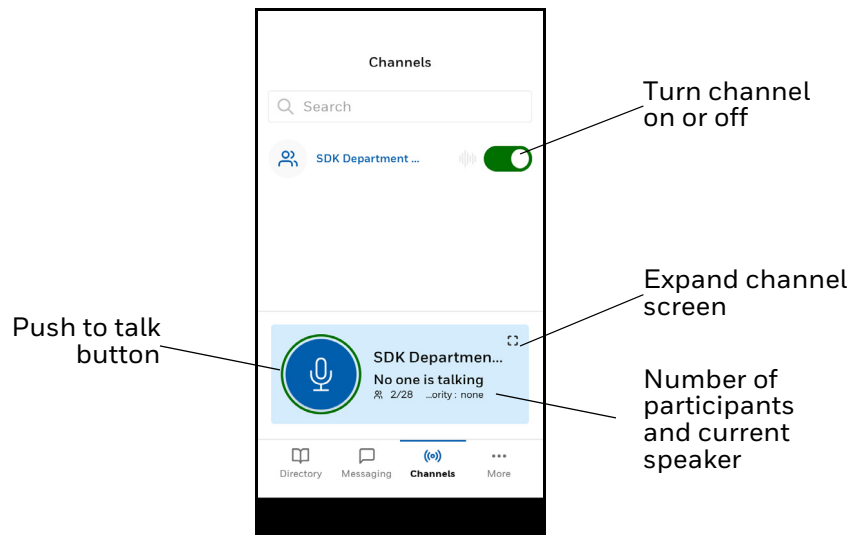 Channels
Search
Turn channel
on or off
SDK Department ...
Expand channel
screen
Push to talk
button
SDK Departmen...
No one is talking
2/28 ...ority : none
Number of
participants
and current
speaker
Directory Messaging Channels More